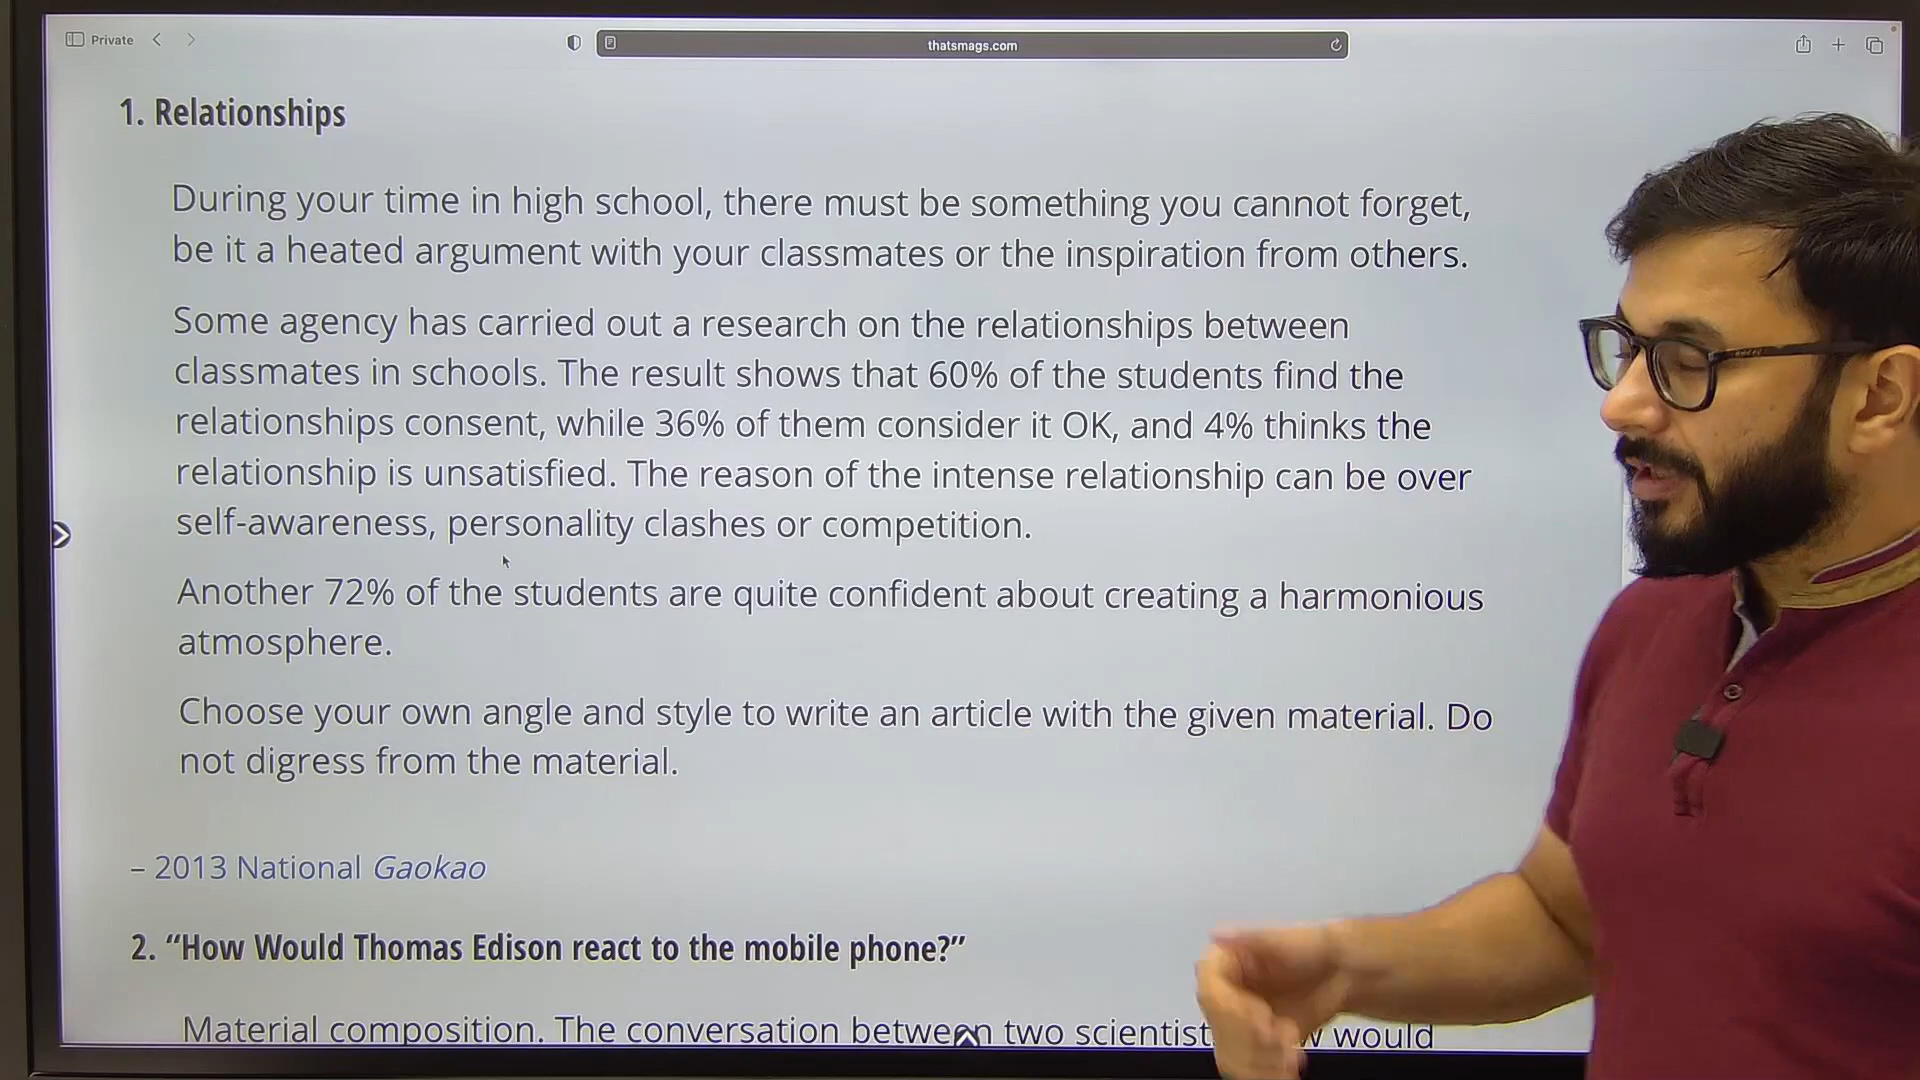 Private
thatsmags.com
1. Relationships
During your time in high school, there must be something you cannot forget,
be it a heated argument with your classmates or the inspiration from others.
Some agency has carried out a research on the relationships between
classmates in schools. The result shows that 60% of the students find the
relationships consent, while 36% of them consider it OK, and 4% thinks the
relationship is unsatisfied. The reason of the intense relationship can be over
self-awareness, personality clashes or competition.
Another 72% of the students are quite confident about creating a harmonious
atmosphere.
Choose your own angle and style to write an article with the given material. Do
not digress from the material.
– 2013 National Gaokao
2. “How Would Thomas Edison react to the mobile phone?”
Material composition. The conversation between two scientist would